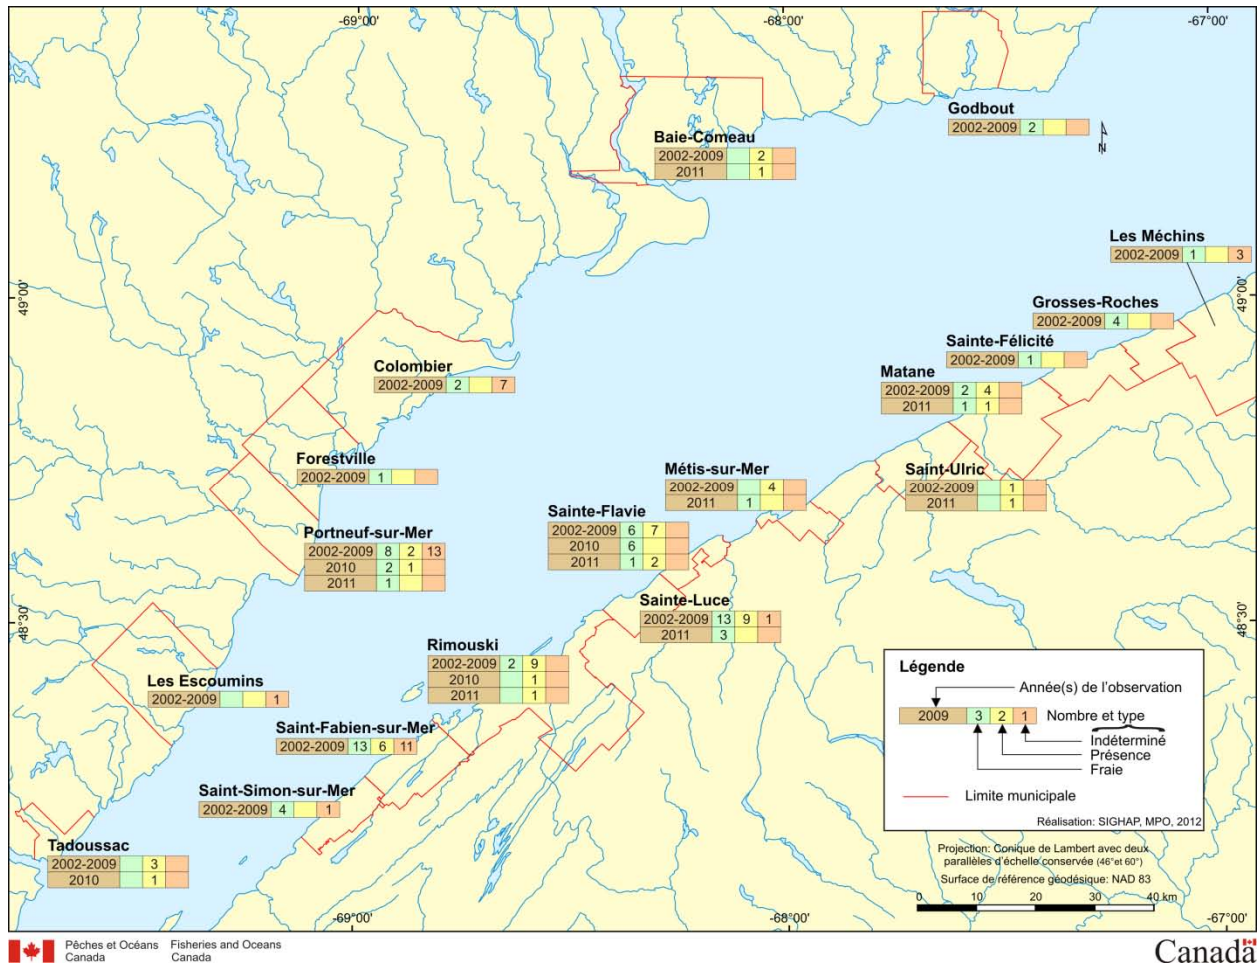 -69°00'
-68°00'
-67°00'
Godbout
2002-2009 2
N
Baie-Comeau
2002-2009 2
2011 1
Les Méchins
2002-2009 1 3
49°00'
49°00'
Grosses-Roches
2002-2009 4
Sainte-Félicité
2002-2009 1
Colombier
2002-2009 2 7
Matane
2002-2009 2 4
2011 1 1
Forestville
2002-2009 1
Métis-sur-Mer
2002-2009 4
2011 1
Saint-Ulric
2002-2009 1
2011 1
Sainte-Flavie
2002-2009 6 7
2010 6
2011 1 2
Portneuf-sur-Mer
2002-2009 8 2 13
2010 2 1
2011 1
Sainte-Luce
2002-2009 13 9 1
2011 3
48°30'
48°30'
Rimouski
2002-2009 2 9
2010 1
2011 1
Les Escoumins
2002-2009 1
Saint-Fabien-sur-Mer
2002-2009 13 6 11
Saint-Simon-sur-Mer
2002-2009 4 1
Tadoussac
2002-2009 3
2010 1
Légende
Année(s) de l'observation
2009 3 2 1 Nombre et type
Indéterminé
Présence
Fraie
Limite municipale
Réalisation: SIGHAP, MPO, 2012
Projection: Conique de Lambert avec deux
parallèles d'échelle conservée (46°et 60°)
Surface de référence géodésique: NAD 83
0 10 20 30 40 km
-69°00'
-68°00'
-67°00'
Pêches et Océans
Canada
Fisheries and Oceans
Canada
Canada